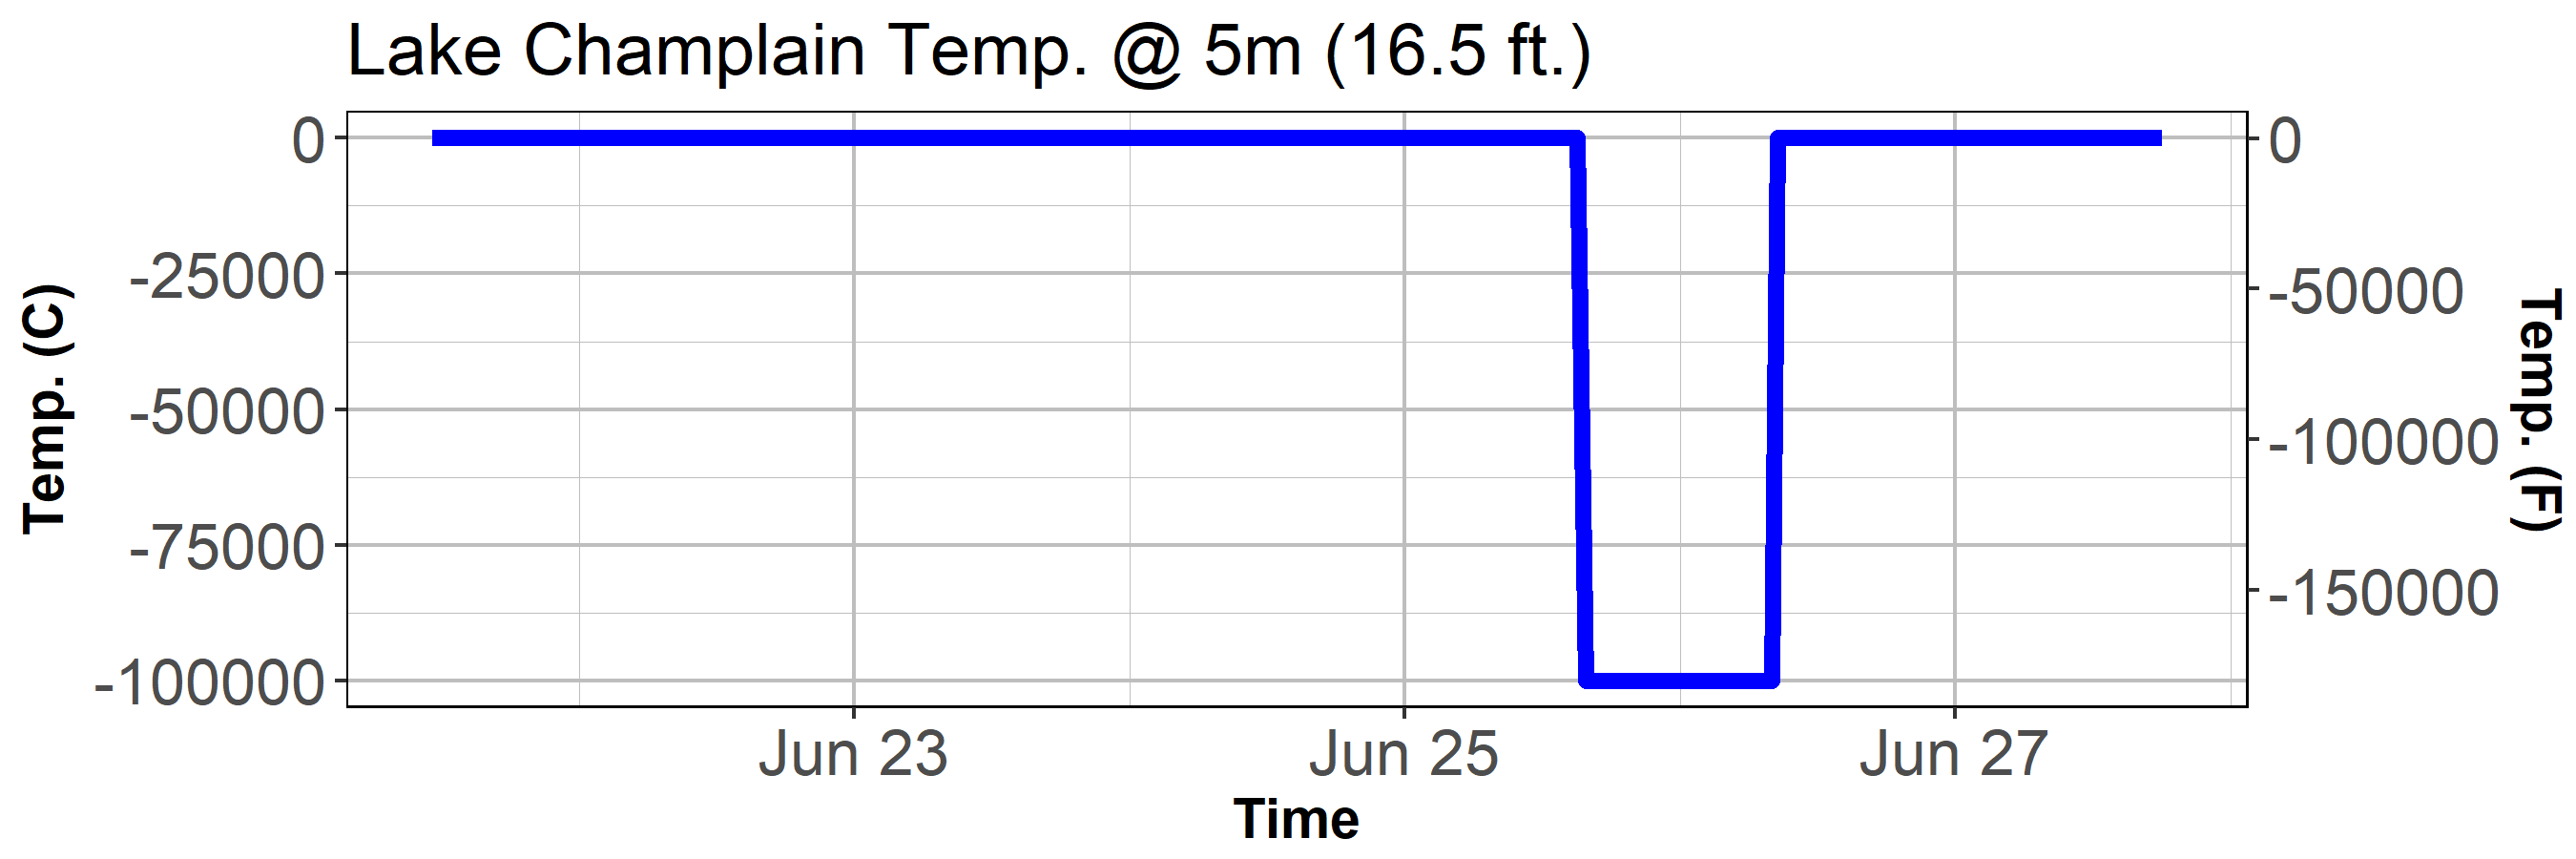 Lake Champlain Temp. @ 5m (16.5 ft.)
Temp. (C)
0
-25000
-50000
-75000
-100000
0
-50000
-100000
-150000
Temp. (F)
Jun 23
Jun 25
Jun 27
Time